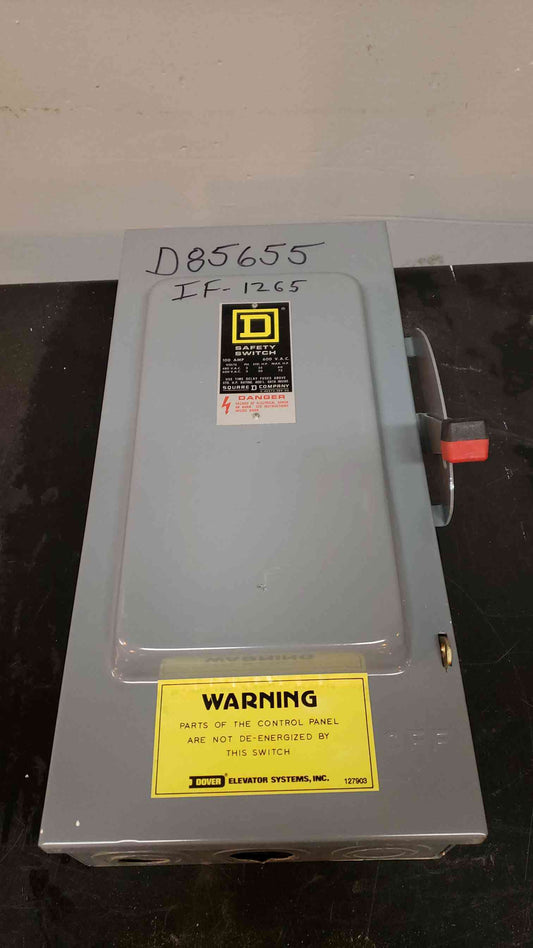 D85655
IF-1265
D
SAFETY
SWITCH
100 AMP 600 V.A.C.
SQUARE D COMPANY
DANGER
WARNING
PARTS OF THE CONTROL PANEL
ARE NOT DE-ENERGIZED BY
THIS SWITCH
DOVER ELEVATOR SYSTEMS, INC. 127903
OFF